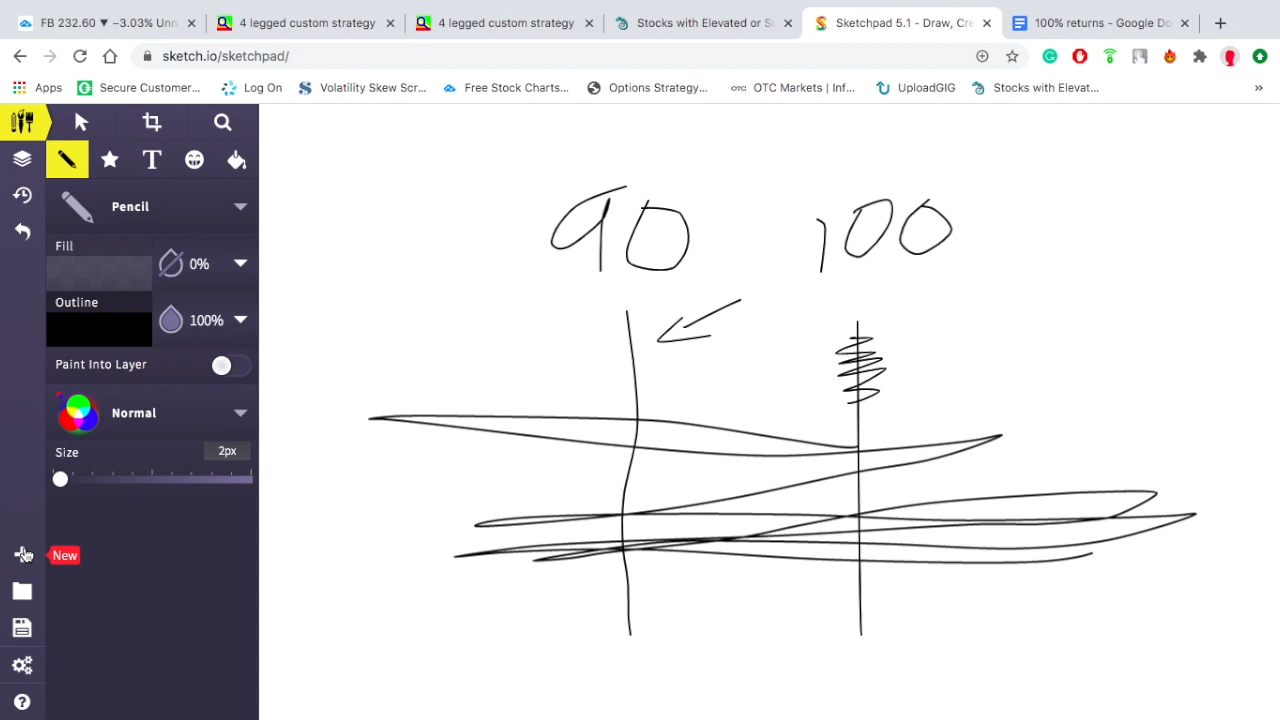 FB 232.60 ▼ −3.03% Unn
4 legged custom strategy
4 legged custom strategy
Stocks with Elevated or Su
Sketchpad 5.1 - Draw, Cre
100% returns - Google Do
sketch.io/sketchpad/
Apps
Secure Customer...
Log On
Volatility Skew Scr...
Free Stock Charts...
Options Strategy...
OTC Markets | Inf...
UploadGIG
Stocks with Elevat...
»
T
Pencil
Fill
0%
Outline
100%
Paint Into Layer
Normal
Size
2px
New
90 100